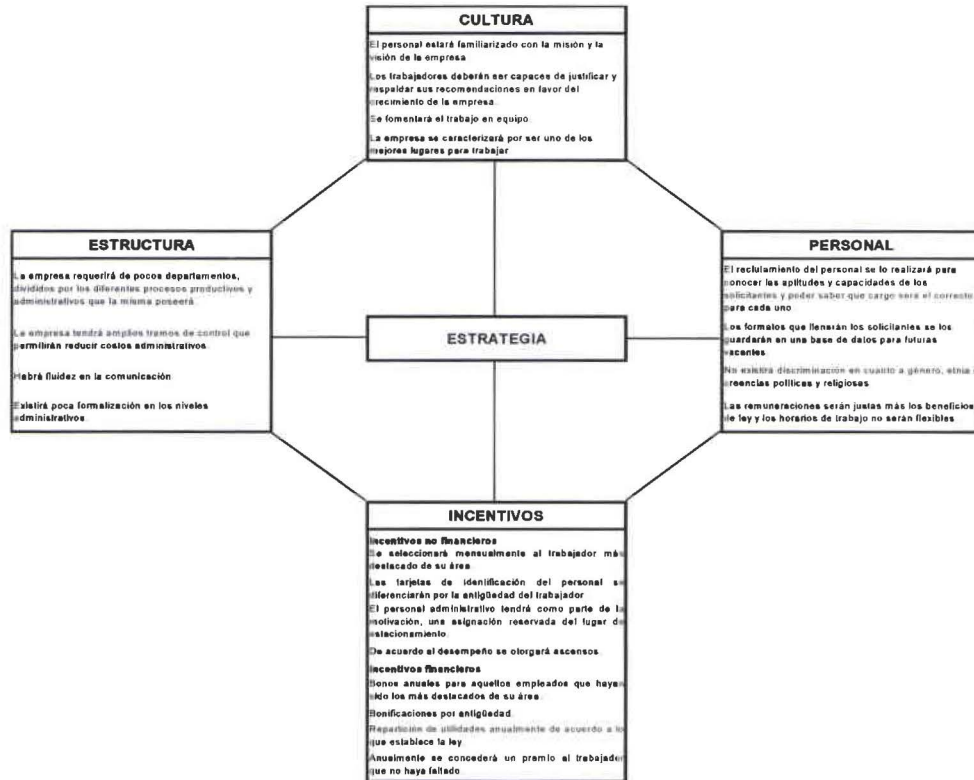 CULTURA
El personal estará familiarizado con la misión y la
visión de la empresa
Los trabajadores deberán ser capaces de justificar y
respaldar sus recomendaciones en favor del
crecimiento de la empresa.
Se fomentará el trabajo en equipo.
La empresa se caracterizará por ser uno de los
mejores lugares para trabajar
ESTRUCTURA
La empresa requerirá de pocos departamentos,
divididos por los diferentes procesos productivos y
administrativos que la misma poseerá
La empresa tendrá amplios tramos de control que
permitirán reducir costos administrativos
Habrá fluidez en la comunicación
Existirá poca formalización en los niveles
administrativos
ESTRATEGIA
PERSONAL
El reclutamiento del personal se lo realizará para
conocer las aptitudes y capacidades de los
solicitantes y poder saber que cargo será el correcto
para cada uno
Los formatos que llenarán los solicitantes se los
guardarán en una base de datos para futuras
vacantes
No existirá discriminación en cuanto a género, etnia
creencias políticas y religiosas
Las remuneraciones serán justas más los beneficios
de ley y los horarios de trabajo no serán flexibles
INCENTIVOS
Incentivos no financieros
Se seleccionará mensualmente al trabajador más
destacado de su área
Las tarjetas de identificación del personal se
diferenciarán por la antigüedad del trabajador
El personal administrativo tendrá como parte de la
motivación, una asignación reservada del lugar de
estacionamiento.
De acuerdo al desempeño se otorgará ascensos
Incentivos financieros
Bonos anuales para aquellos empleados que hayan
sido los más destacados de su área.
Bonificaciones por antigüedad.
Repartición de utilidades anualmente de acuerdo a lo
que establece la ley
Anualmente se concederá un premio al trabajador
que no haya faltado